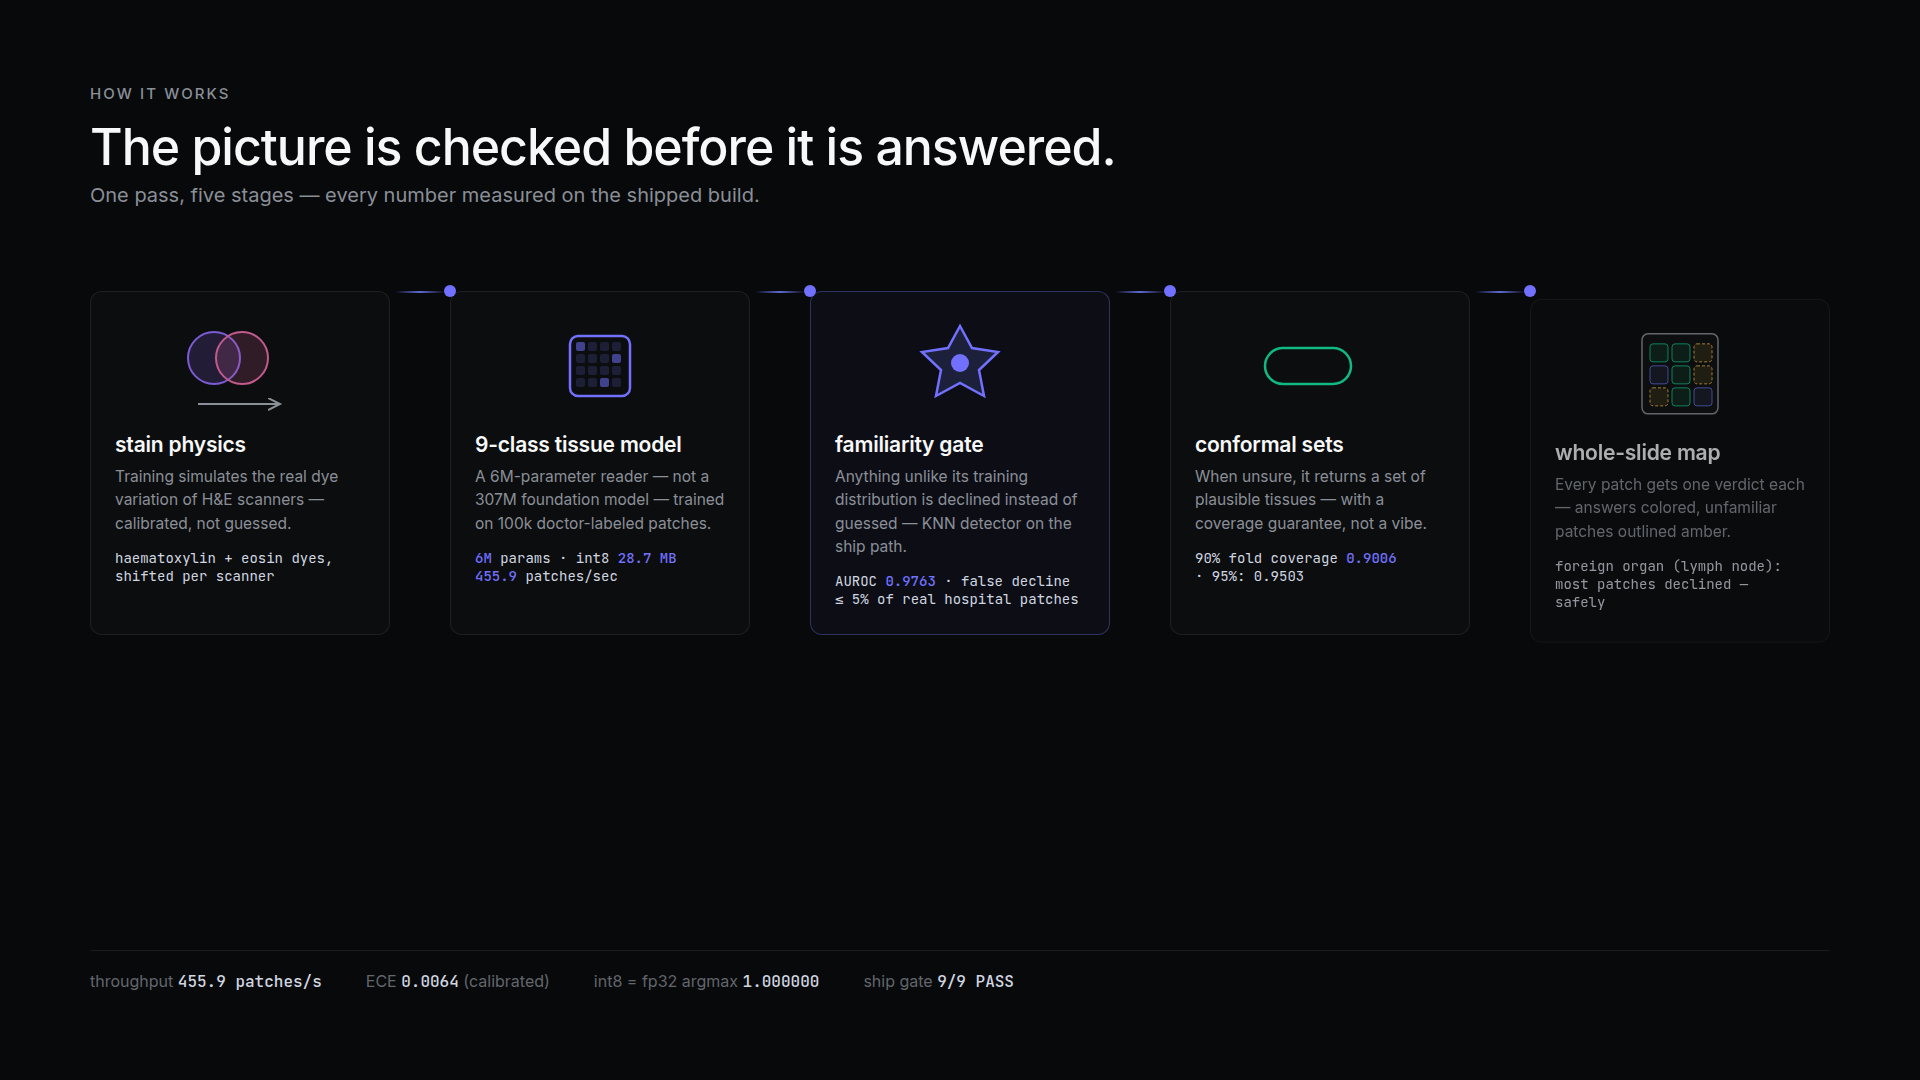 HOW IT WORKS
The picture is checked before it is answered.
One pass, five stages — every number measured on the shipped build.
stain physics
Training simulates the real dye
variation of H&E scanners —
calibrated, not guessed.
haematoxylin + eosin dyes,
shifted per scanner
9-class tissue model
A 6M-parameter reader — not a
307M foundation model — trained
on 100k doctor-labeled patches.
6M params · int8 28.7 MB
455.9 patches/sec
familiarity gate
Anything unlike its training
distribution is declined instead of
guessed — KNN detector on the
ship path.
AUROC 0.9763 · false decline
≤ 5% of real hospital patches
conformal sets
When unsure, it returns a set of
plausible tissues — with a
coverage guarantee, not a vibe.
90% fold coverage 0.9006
· 95%: 0.9503
whole-slide map
Every patch gets one verdict each
— answers colored, unfamiliar
patches outlined amber.
foreign organ (lymph node):
most patches declined —
safely
throughput 455.9 patches/s
ECE 0.0064 (calibrated)
int8 = fp32 argmax 1.000000
ship gate 9/9 PASS